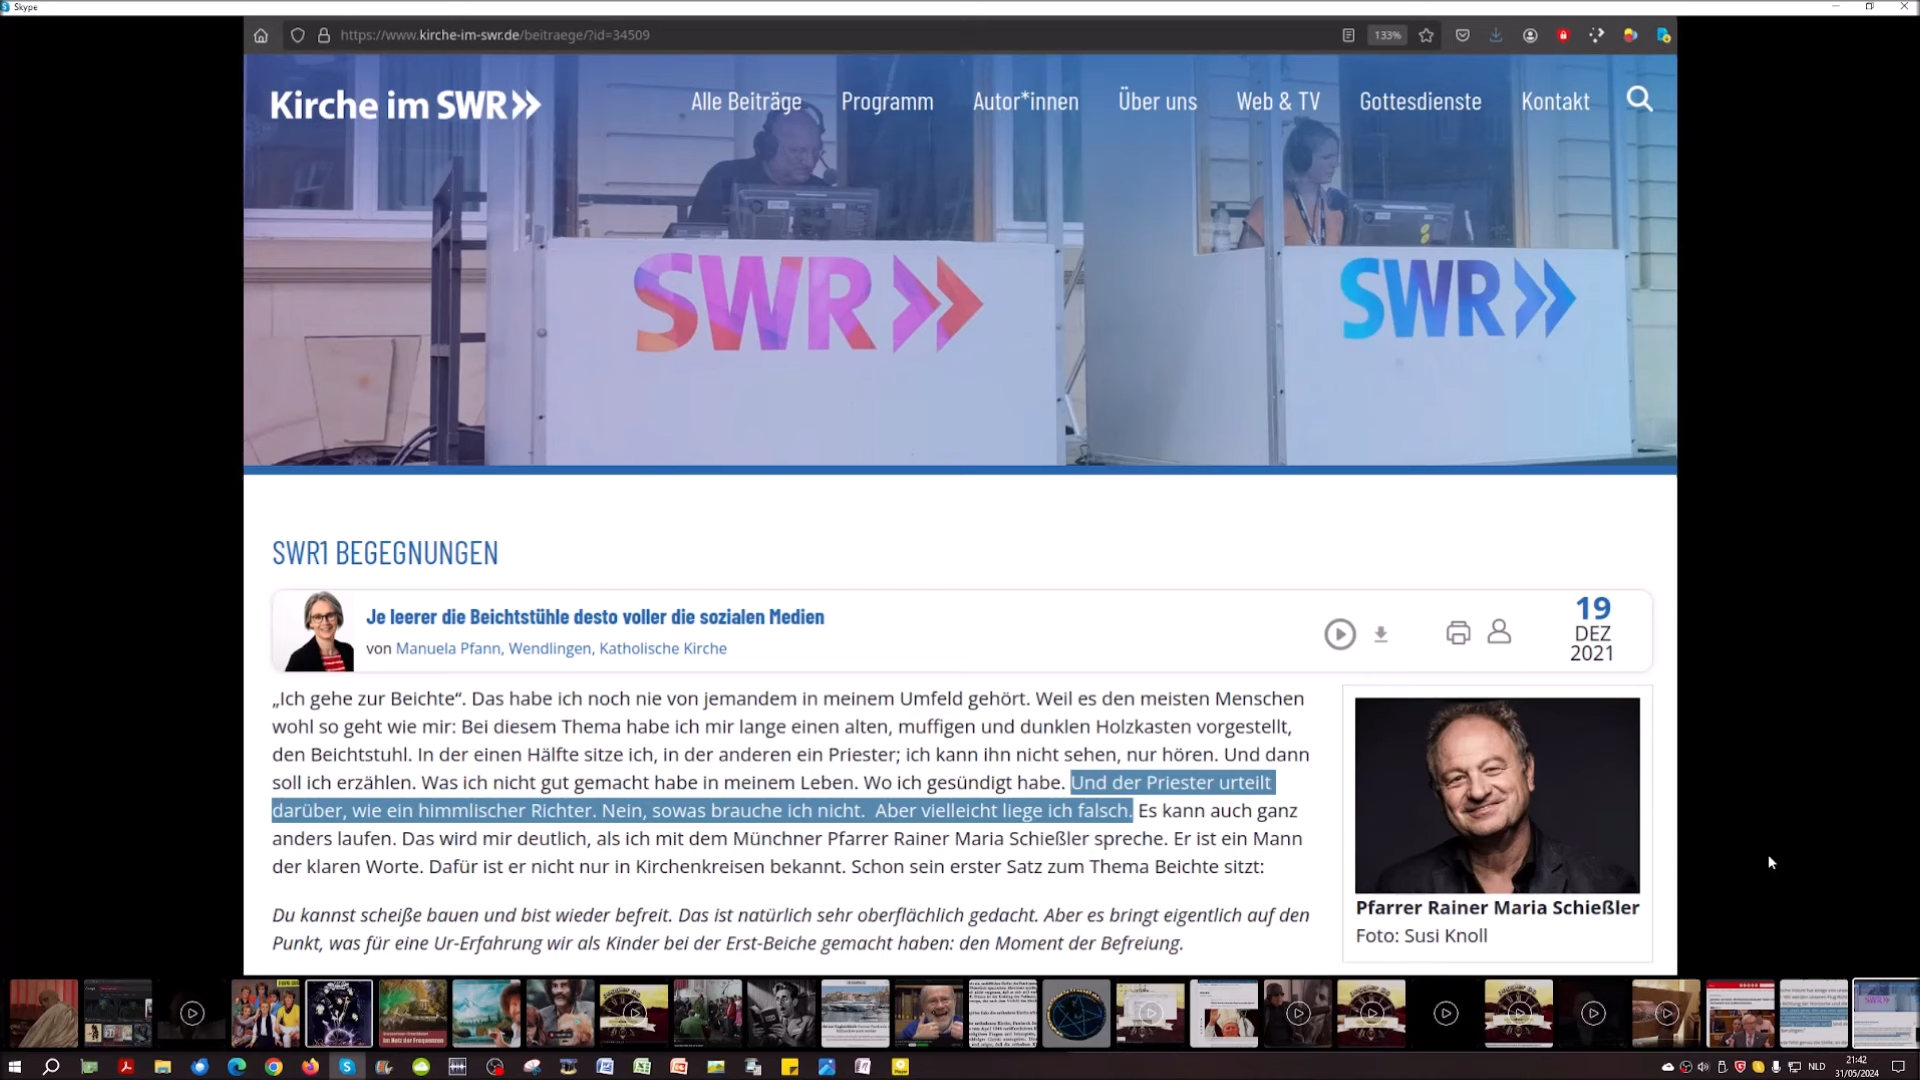 Skype
https://www.kirche-im-swr.de/beitraege/?id=34509
133%
Kirche im SWR
Alle Beiträge
Programm
Autor*innen
Über uns
Web & TV
Gottesdienste
Kontakt
SWR
SWR
SWR1 BEGEGNUNGEN
Je leerer die Beichtstühle desto voller die sozialen Medien
von Manuela Pfann, Wendlingen, Katholische Kirche
19
DEZ
2021
„Ich gehe zur Beichte“. Das habe ich noch nie von jemandem in meinem Umfeld gehört. Weil es den meisten Menschen
wohl so geht wie mir: Bei diesem Thema habe ich mir lange einen alten, muffigen und dunklen Holzkasten vorgestellt,
den Beichtstuhl. In der einen Hälfte sitze ich, in der anderen ein Priester; ich kann ihn nicht sehen, nur hören. Und dann
soll ich erzählen. Was ich nicht gut gemacht habe in meinem Leben. Wo ich gesündigt habe. Und der Priester urteilt
darüber, wie ein himmlischer Richter. Nein, sowas brauche ich nicht.  Aber vielleicht liege ich falsch. Es kann auch ganz
anders laufen. Das wird mir deutlich, als ich mit dem Münchner Pfarrer Rainer Maria Schießler spreche. Er ist ein Mann
der klaren Worte. Dafür ist er nicht nur in Kirchenkreisen bekannt. Schon sein erster Satz zum Thema Beichte sitzt:
Du kannst scheiße bauen und bist wieder befreit. Das ist natürlich sehr oberflächlich gedacht. Aber es bringt eigentlich auf den
Punkt, was für eine Ur-Erfahrung wir als Kinder bei der Erst-Beiche gemacht haben: den Moment der Befreiung.
Pfarrer Rainer Maria Schießler
Foto: Susi Knoll
NLD
21:42
31/05/2024